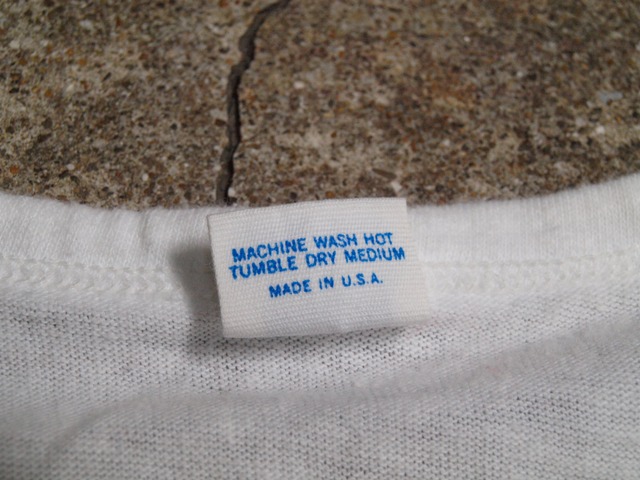 MACHINE WASH HOT
TUMBLE DRY MEDIUM
MADE IN U.S.A.